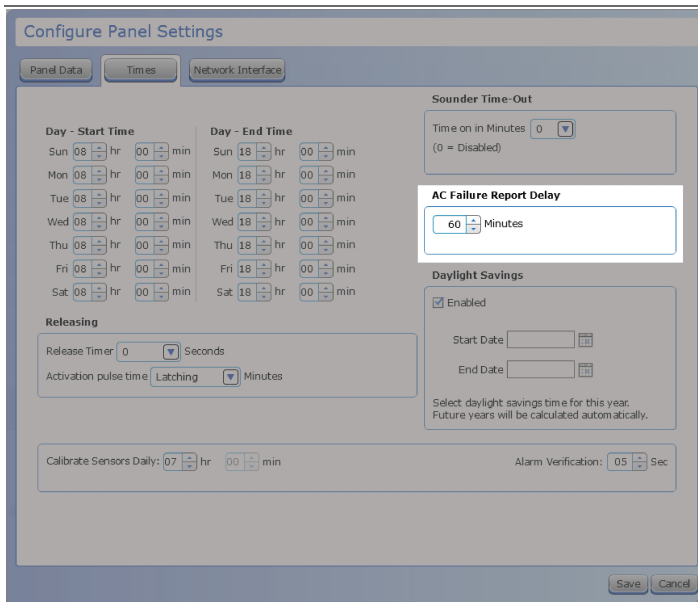 Configure Panel Settings
Panel Data Times Network Interface
Day - Start Time
Sun 08 hr 00 min
Mon 08 hr 00 min
Tue 08 hr 00 min
Wed 08 hr 00 min
Thu 08 hr 00 min
Fri 08 hr 00 min
Sat 08 hr 00 min
Day - End Time
Sun 18 hr 00 min
Mon 18 hr 00 min
Tue 18 hr 00 min
Wed 18 hr 00 min
Thu 18 hr 00 min
Fri 18 hr 00 min
Sat 18 hr 00 min
Releasing
Release Timer 0 Seconds
Activation pulse time Latching Minutes
Sounder Time-Out
Time on in Minutes 0
(0 = Disabled)
AC Failure Report Delay
60 Minutes
Daylight Savings
Enabled
Start Date
End Date
Select daylight savings time for this year.
Future years will be calculated automatically.
Calibrate Sensors Daily: 07 hr 00 min
Alarm Verification: 05 Sec
Save Cancel